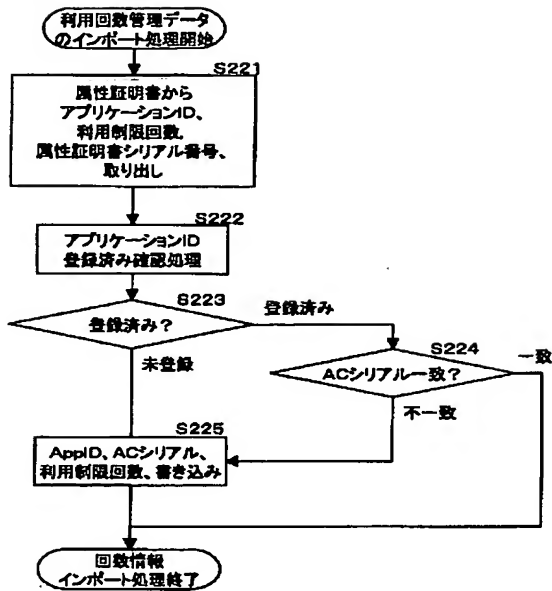 利用回数管理データ
のインポート処理開始
S221
属性証明書から
アプリケーションID、
利用制限回数、
属性証明書シリアル番号、
取り出し
S222
アプリケーションID
登録済み確認処理
S223
登録済み?
登録済み
未登録
S224
ACシリアル一致?
一致
不一致
S225
AppID、ACシリアル、
利用制限回数、書き込み
回数情報
インポート処理終了